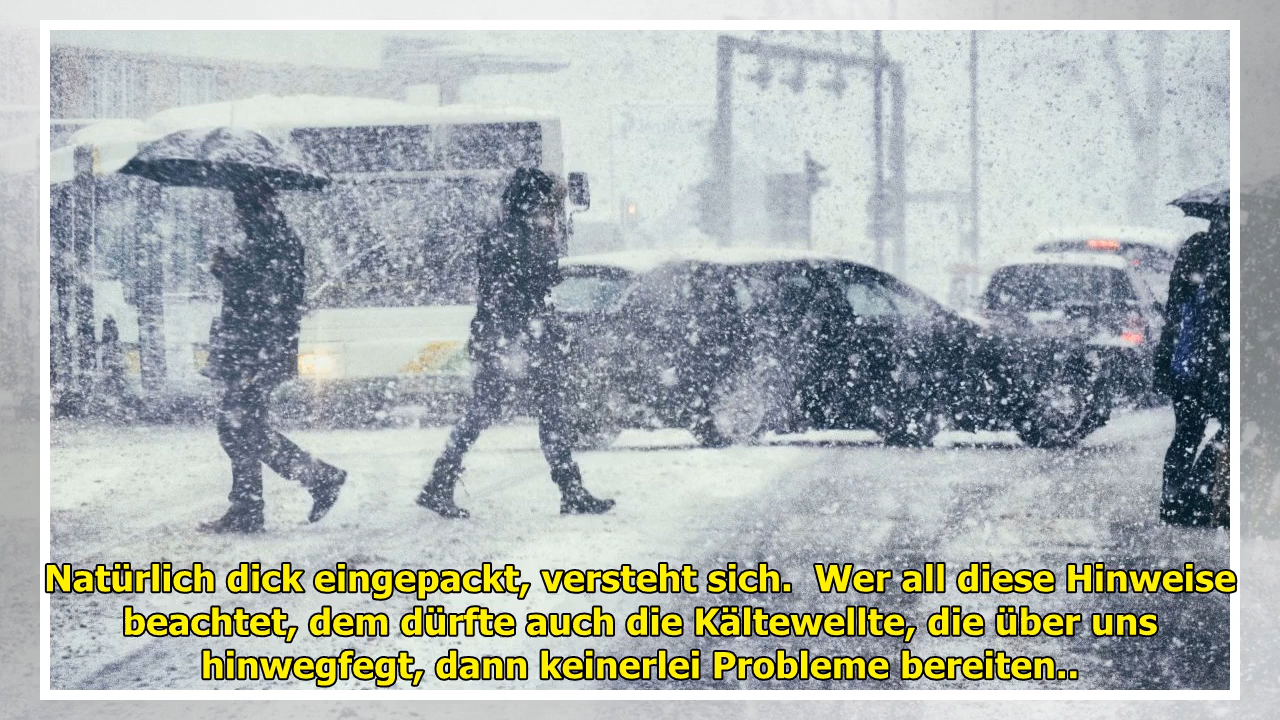 Natürlich dick eingepackt, versteht sich.  Wer all diese Hinweise
beachtet, dem dürfte auch die Kältewellte, die über uns
hinwegfegt, dann keinerlei Probleme bereiten..